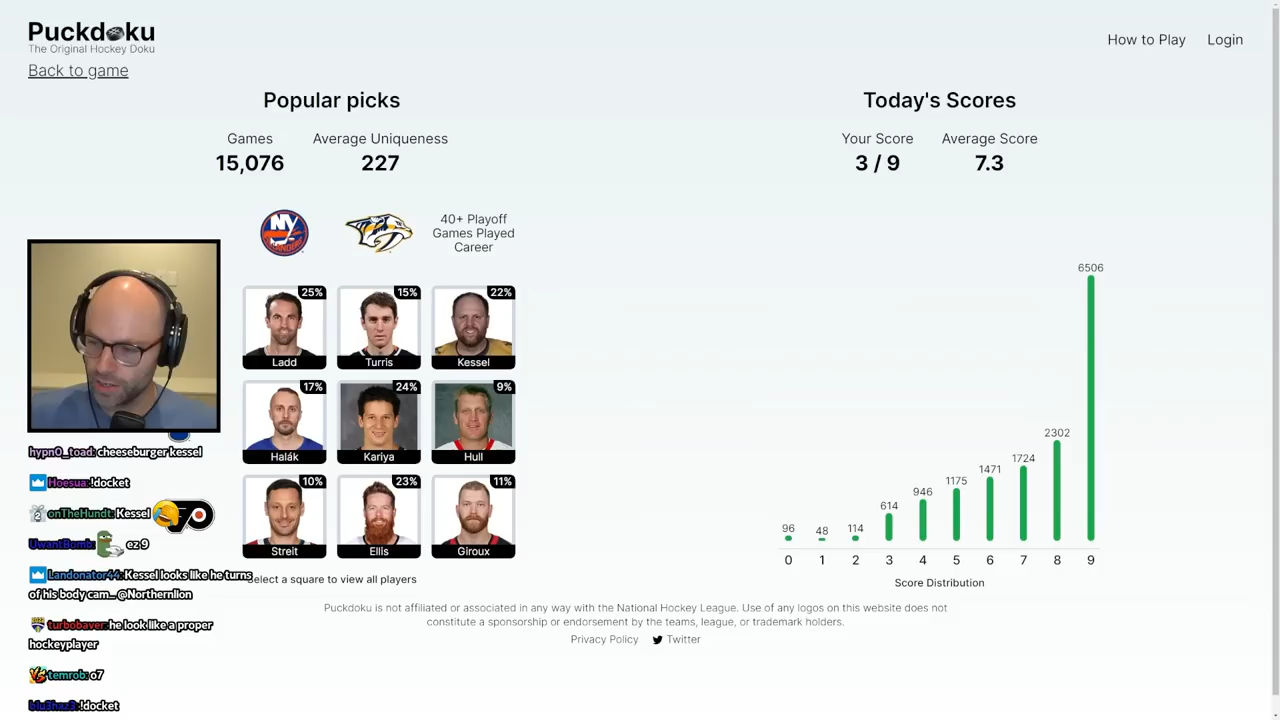 Puckdoku
The Original Hockey Doku
Back to game
How to Play
Login
Popular picks
Games
15,076
Average Uniqueness
227
Today's Scores
Your Score
3 / 9
Average Score
7.3
NY
ISLANDERS
40+ Playoff
Games Played
Career
25%
Ladd
15%
Turris
22%
Kessel
17%
Halák
24%
Kariya
9%
Hull
10%
Streit
23%
Ellis
11%
Giroux
elect a square to view all players
6506
2302
1724
1471
1175
946
614
96
48
114
0 1 2 3 4 5 6 7 8 9
Score Distribution
hypn0_toad: cheeseburger kessel
Hoesua: !docket
2 onTheHundt: Kessel
UwantBomb: ez 9
Landonator44: Kessel looks like he turns
of his body cam... @Northernlion
turbobaver: he look like a proper
hockeyplayer
temrob: o7
!docket
Puckdoku is not affiliated or associated in any way with the National Hockey League. Use of any logos on this website does not
constitute a sponsorship or endorsement by the teams, league, or trademark holders.
Privacy Policy
Twitter